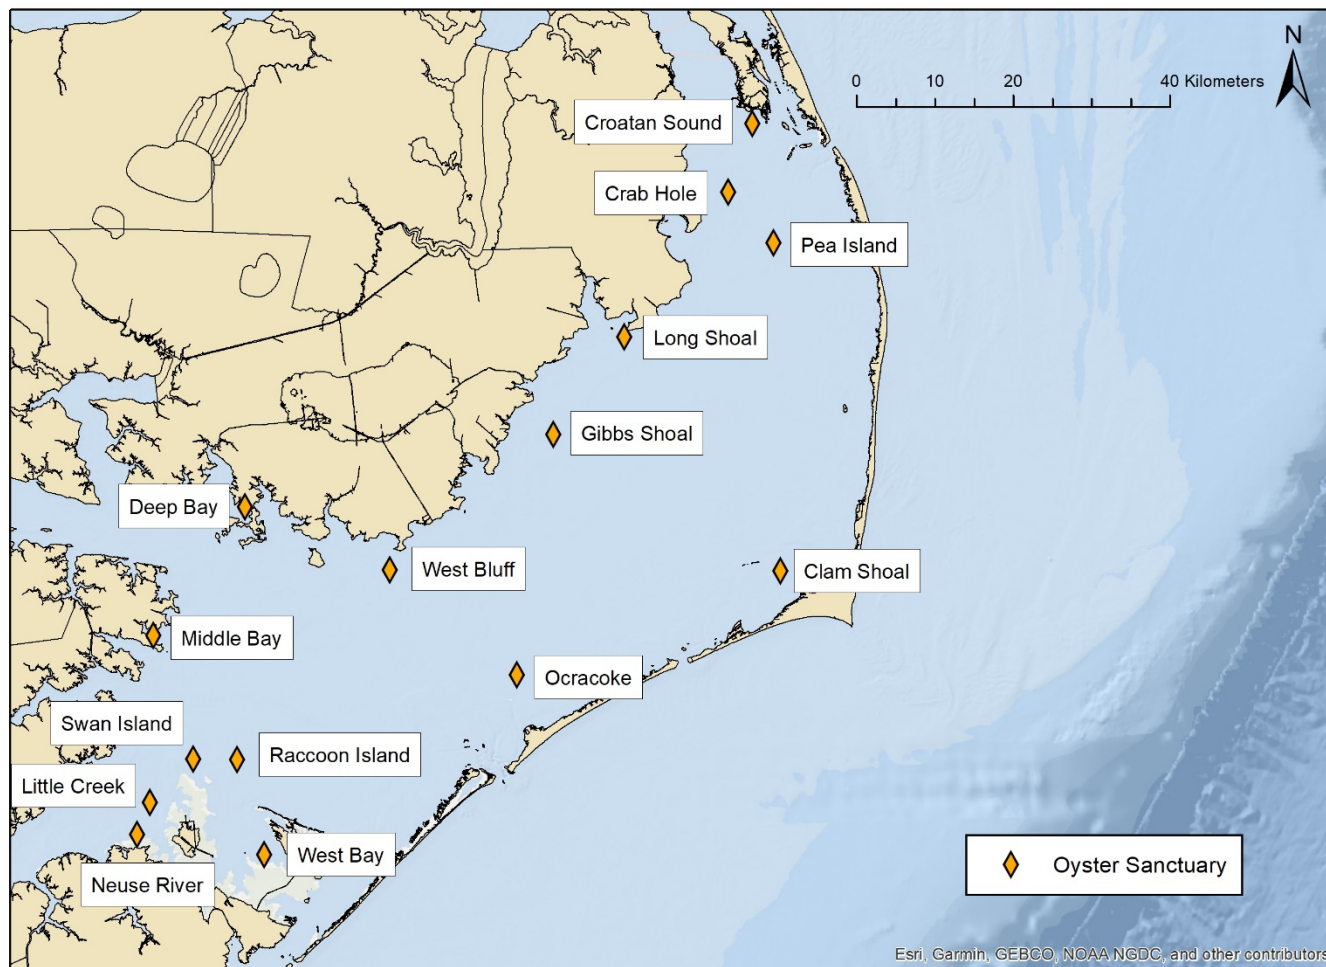 N
0 10 20 40 Kilometers
Croatan Sound
Crab Hole
Pea Island
Long Shoal
Gibbs Shoal
Deep Bay
West Bluff
Clam Shoal
Middle Bay
Ocracoke
Swan Island
Raccoon Island
Little Creek
West Bay
Neuse River
Oyster Sanctuary
Esri, Garmin, GEBCO, NOAA NGDC, and other contributors